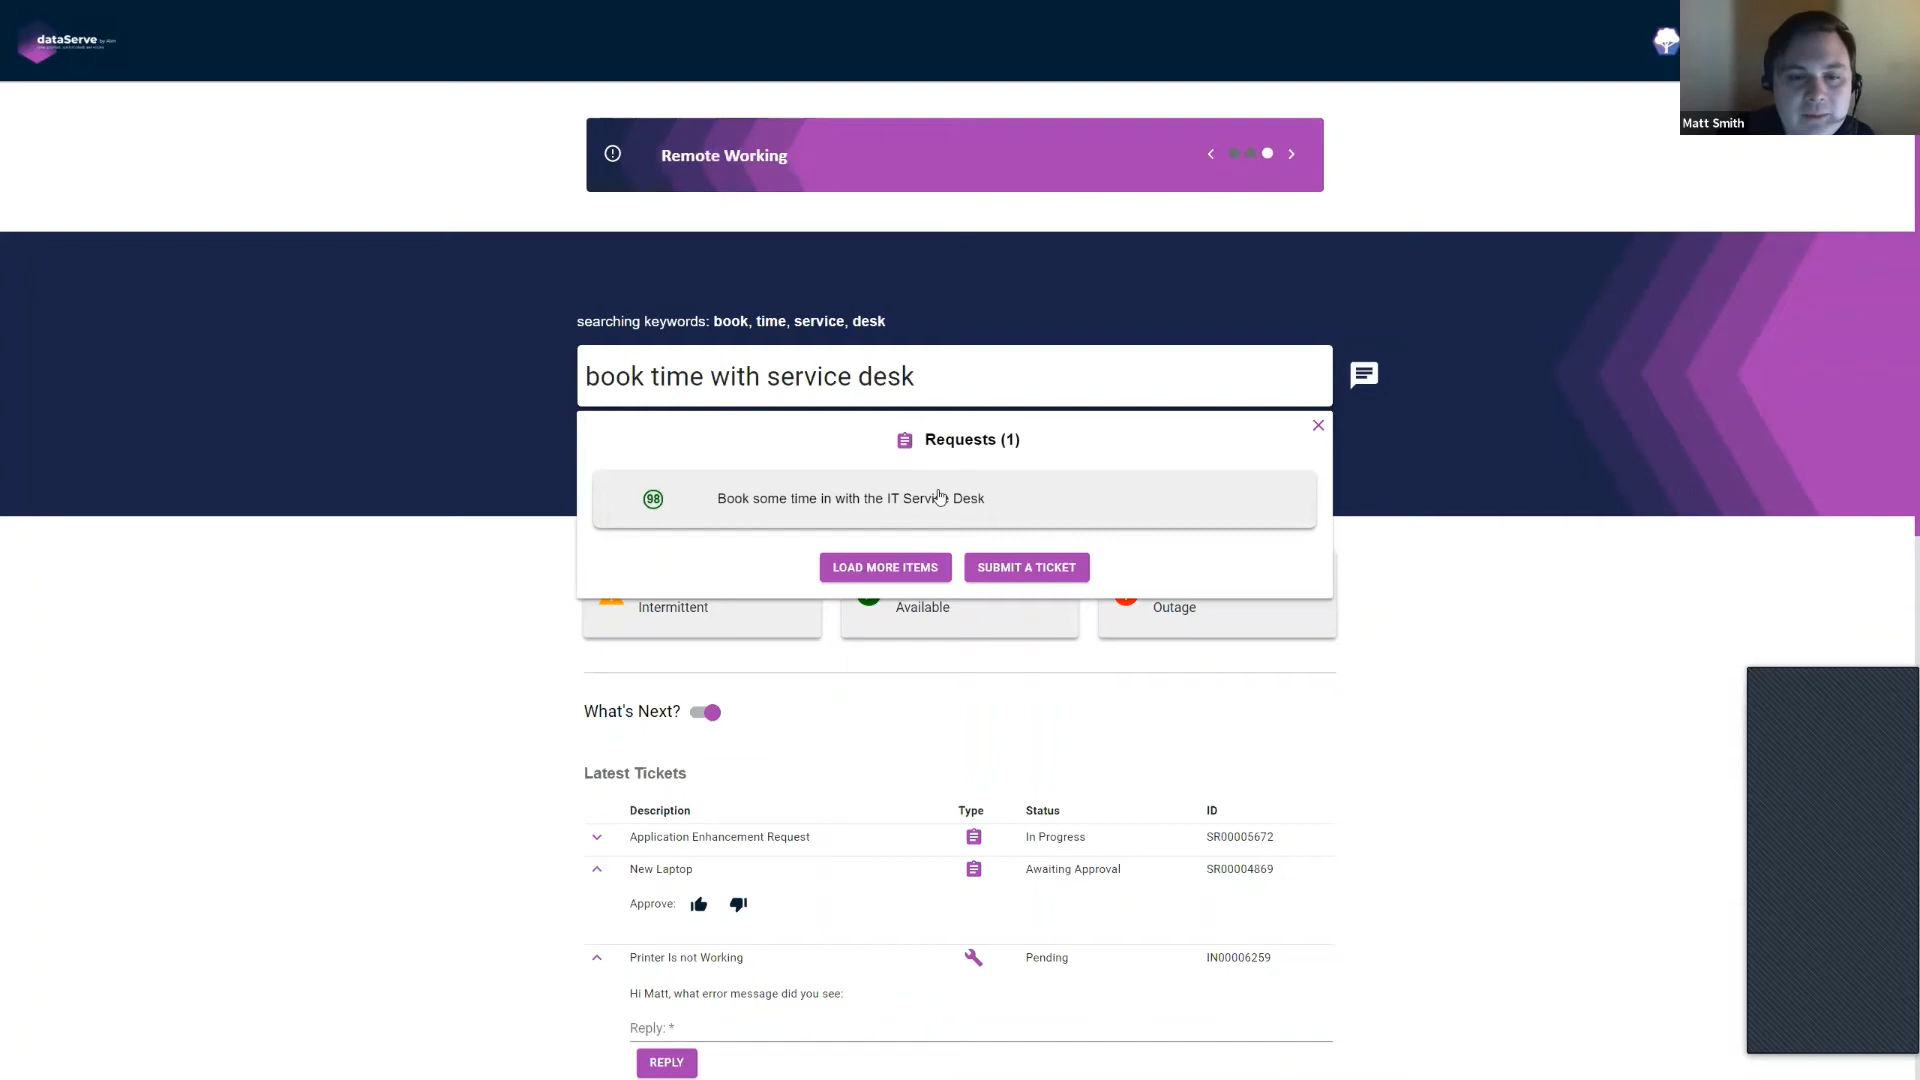 dataServe by Alen
Matt Smith
Remote Working
searching keywords: book, time, service, desk
book time with service desk
Requests (1)
98 Book some time in with the IT Service Desk
LOAD MORE ITEMS SUBMIT A TICKET
Intermittent Available Outage
What's Next?
Latest Tickets
Description Type Status ID
Application Enhancement Request In Progress SR00005672
New Laptop Awaiting Approval SR00004869
Approve:
Printer Is not Working Pending IN00006259
Hi Matt, what error message did you see:
Reply: *
REPLY